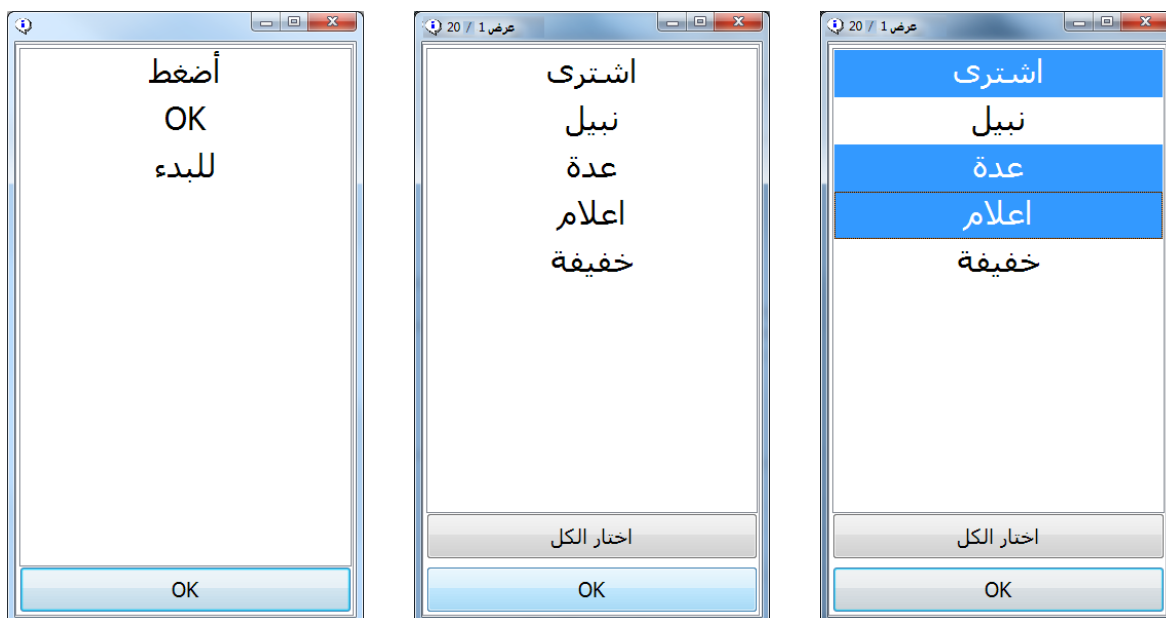 أضغط
OK
للبدء
OK
عرض 1 / 20
اشترى
نبيل
عدة
اعلام
خفيفة
اختار الكل
OK
عرض 1 / 20
اشترى
نبيل
عدة
اعلام
خفيفة
اختار الكل
OK